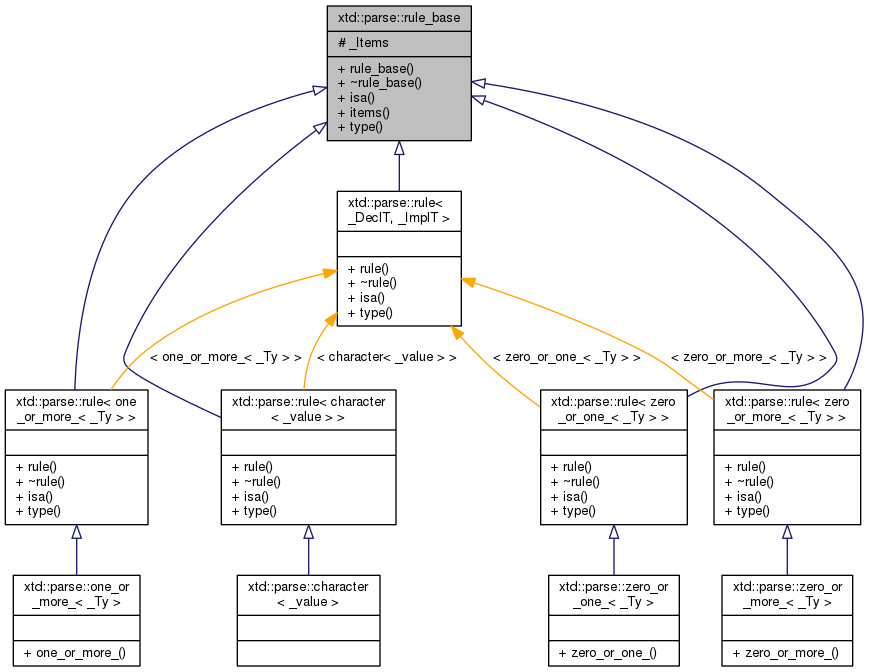 xtd::parse::rule_base
# _Items
+ rule_base()
+ ~rule_base()
+ isa()
+ items()
+ type()
xtd::parse::rule<
_DeclT, _ImplT >
+ rule()
+ ~rule()
+ isa()
+ type()
< one_or_more_< _Ty > >
< character< _value > >
< zero_or_one_< _Ty > >
< zero_or_more_< _Ty > >
xtd::parse::rule< one
_or_more_< _Ty > >
+ rule()
+ ~rule()
+ isa()
+ type()
xtd::parse::rule< character
< _value > >
+ rule()
+ ~rule()
+ isa()
+ type()
xtd::parse::rule< zero
_or_one_< _Ty > >
+ rule()
+ ~rule()
+ isa()
+ type()
xtd::parse::rule< zero
_or_more_< _Ty > >
+ rule()
+ ~rule()
+ isa()
+ type()
xtd::parse::one_or
_more_< _Ty >
+ one_or_more_()
xtd::parse::character
< _value >
xtd::parse::zero_or
_one_< _Ty >
+ zero_or_one_()
xtd::parse::zero_or
_more_< _Ty >
+ zero_or_more_()